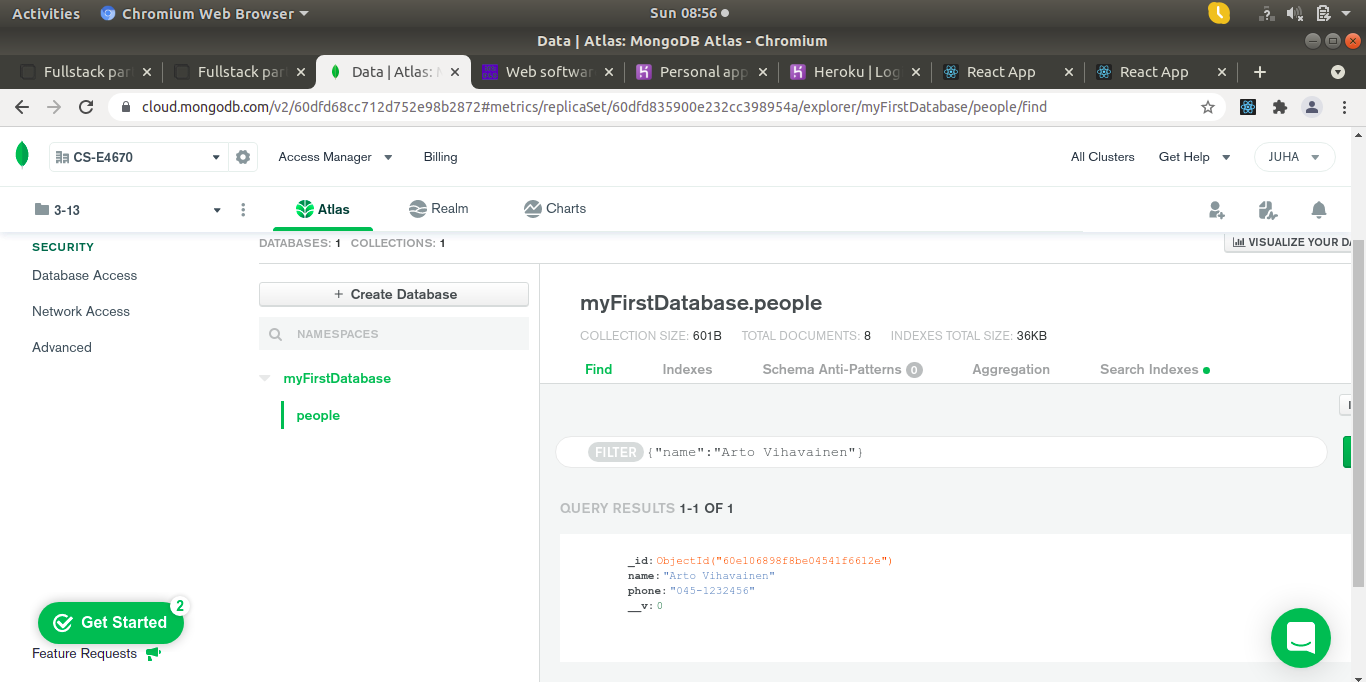 Activities Chromium Web Browser Sun 08:56
Data | Atlas: MongoDB Atlas - Chromium
Fullstack par Fullstack par Data | Atlas: M Web softwar Personal app Heroku | Log React App React App
cloud.mongodb.com/v2/60dfd68cc712d752e98b2872#metrics/replicaSet/60dfd835900e232cc398954a/explorer/myFirstDatabase/people/find
CS-E4670 Access Manager Billing All Clusters Get Help JUHA
3-13 Atlas Realm Charts
SECURITY
Database Access
Network Access
Advanced
DATABASES: 1 COLLECTIONS: 1
VISUALIZE YOUR DA
+ Create Database
NAMESPACES
myFirstDatabase
people
myFirstDatabase.people
COLLECTION SIZE: 601B TOTAL DOCUMENTS: 8 INDEXES TOTAL SIZE: 36KB
Find Indexes Schema Anti-Patterns 0 Aggregation Search Indexes
FILTER {"name":"Arto Vihavainen"}
QUERY RESULTS 1-1 OF 1
_id: ObjectId("60e106898f8be04541f6612e")
name: "Arto Vihavainen"
phone: "045-1232456"
__v: 0
Get Started 2
Feature Requests